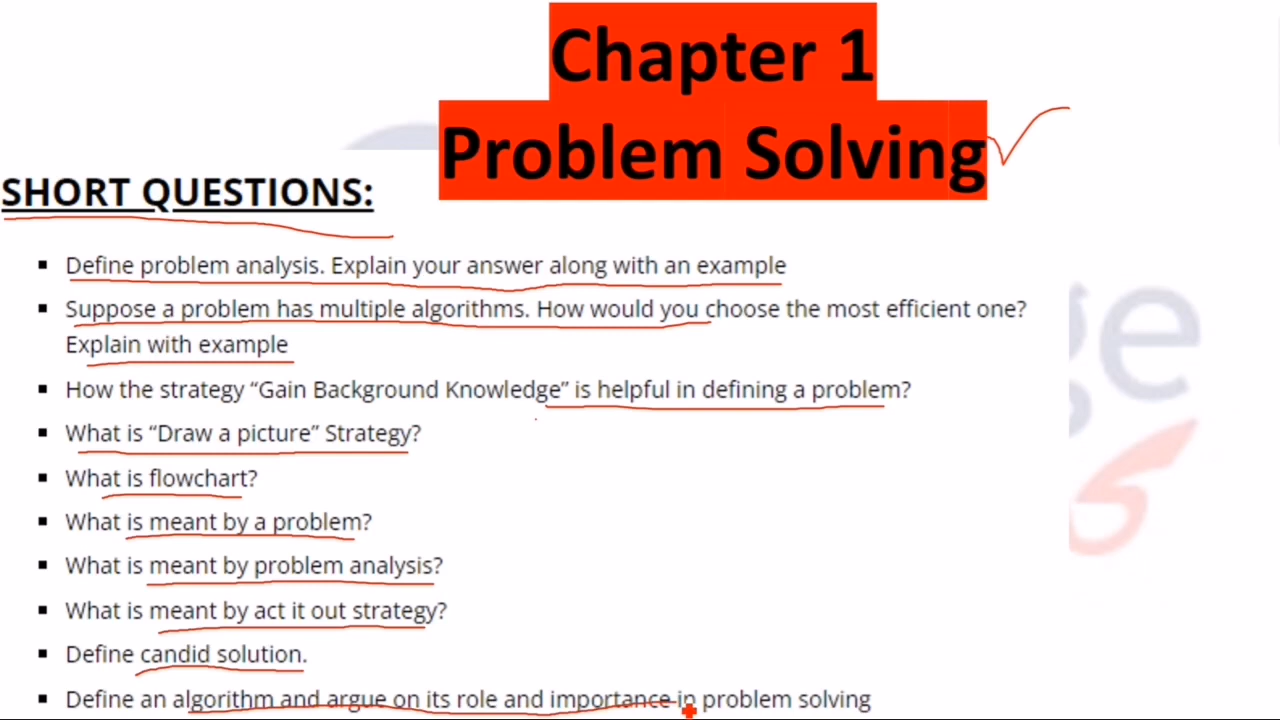 Chapter 1
Problem Solving
SHORT QUESTIONS:
▪ Define problem analysis. Explain your answer along with an example
▪ Suppose a problem has multiple algorithms. How would you choose the most efficient one?
Explain with example
▪ How the strategy “Gain Background Knowledge” is helpful in defining a problem?
▪ What is “Draw a picture” Strategy?
▪ What is flowchart?
▪ What is meant by a problem?
▪ What is meant by problem analysis?
▪ What is meant by act it out strategy?
▪ Define candid solution.
▪ Define an algorithm and argue on its role and importance in problem solving
ge